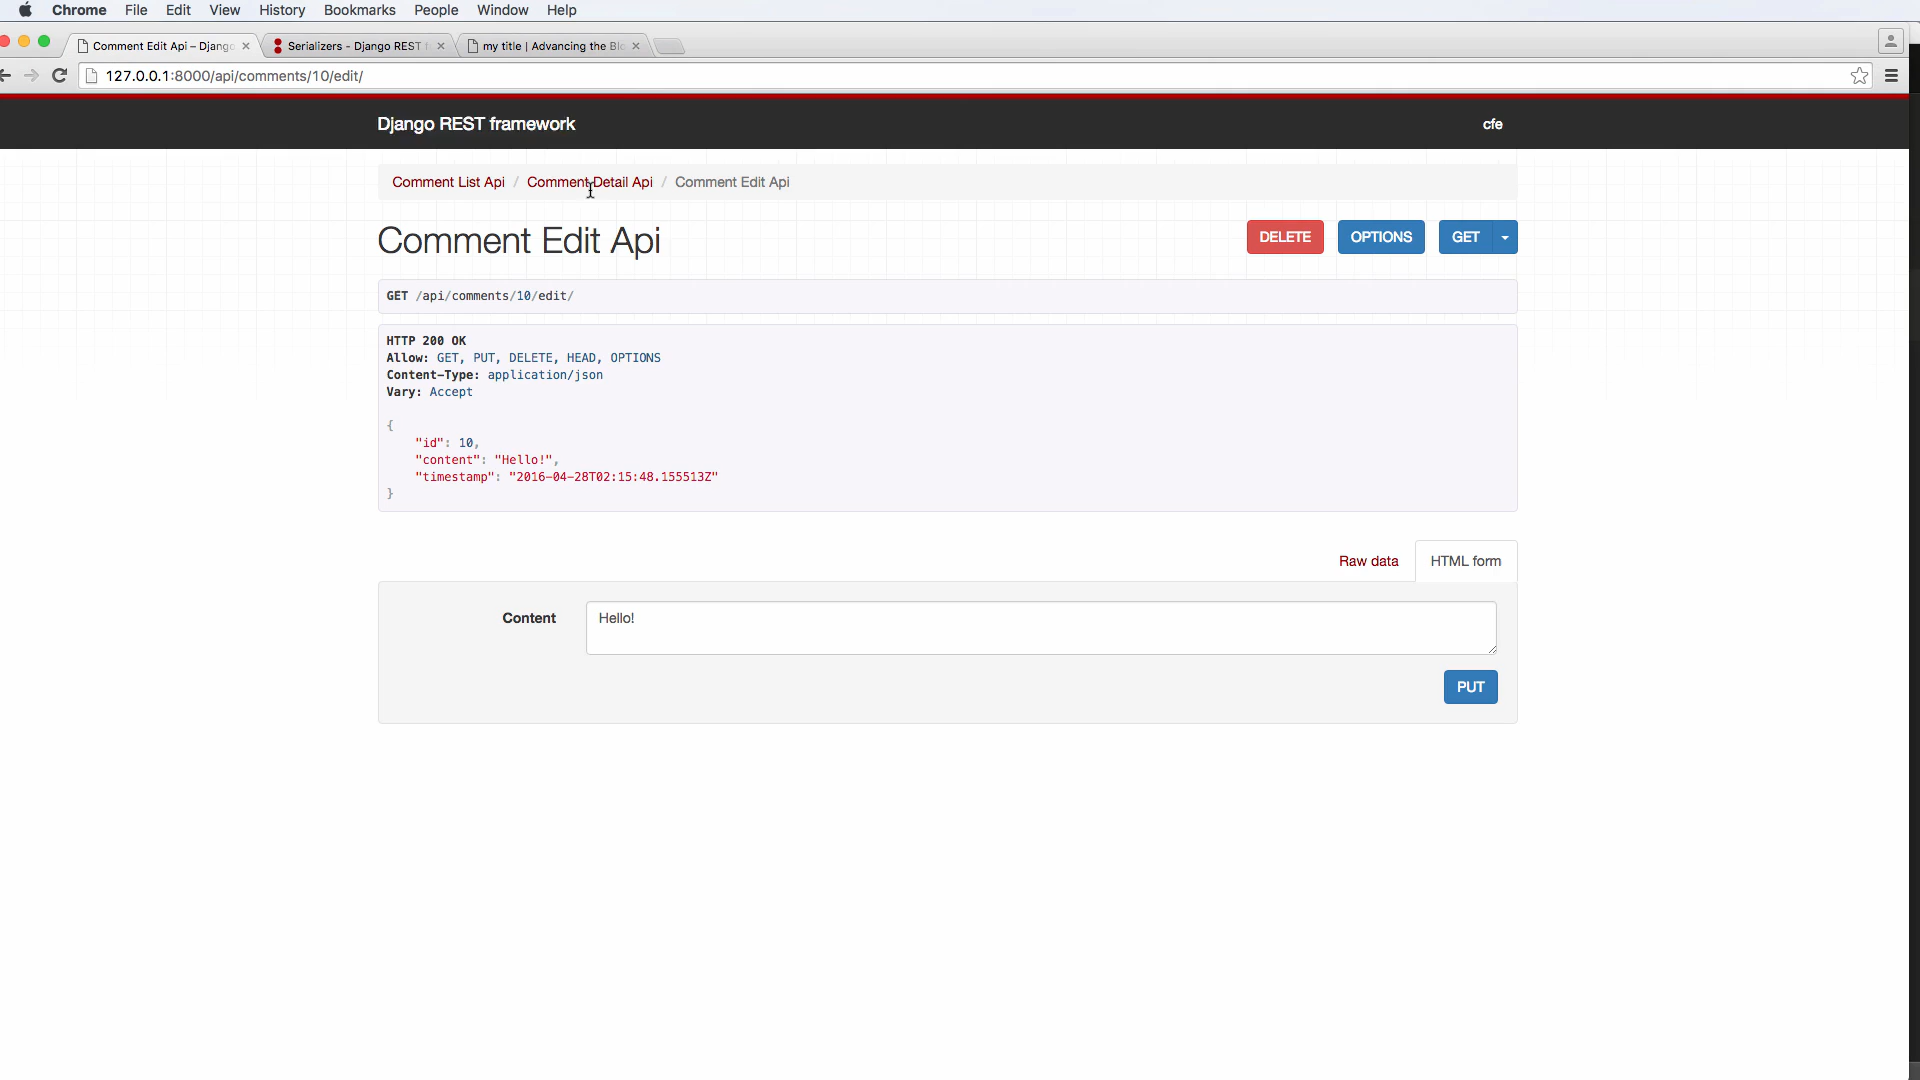 Chrome File Edit View History Bookmarks People Window Help
Comment Edit Api – Django Serializers - Django REST my title | Advancing the Blo
127.0.0.1:8000/api/comments/10/edit/
Django REST framework cfe
Comment List Api / Comment Detail Api / Comment Edit Api
Comment Edit Api DELETE OPTIONS GET
GET /api/comments/10/edit/
HTTP 200 OK
Allow: GET, PUT, DELETE, HEAD, OPTIONS
Content-Type: application/json
Vary: Accept
{
"id": 10,
"content": "Hello!",
"timestamp": "2016-04-28T02:15:48.155513Z"
}
Raw data HTML form
Content Hello!
PUT